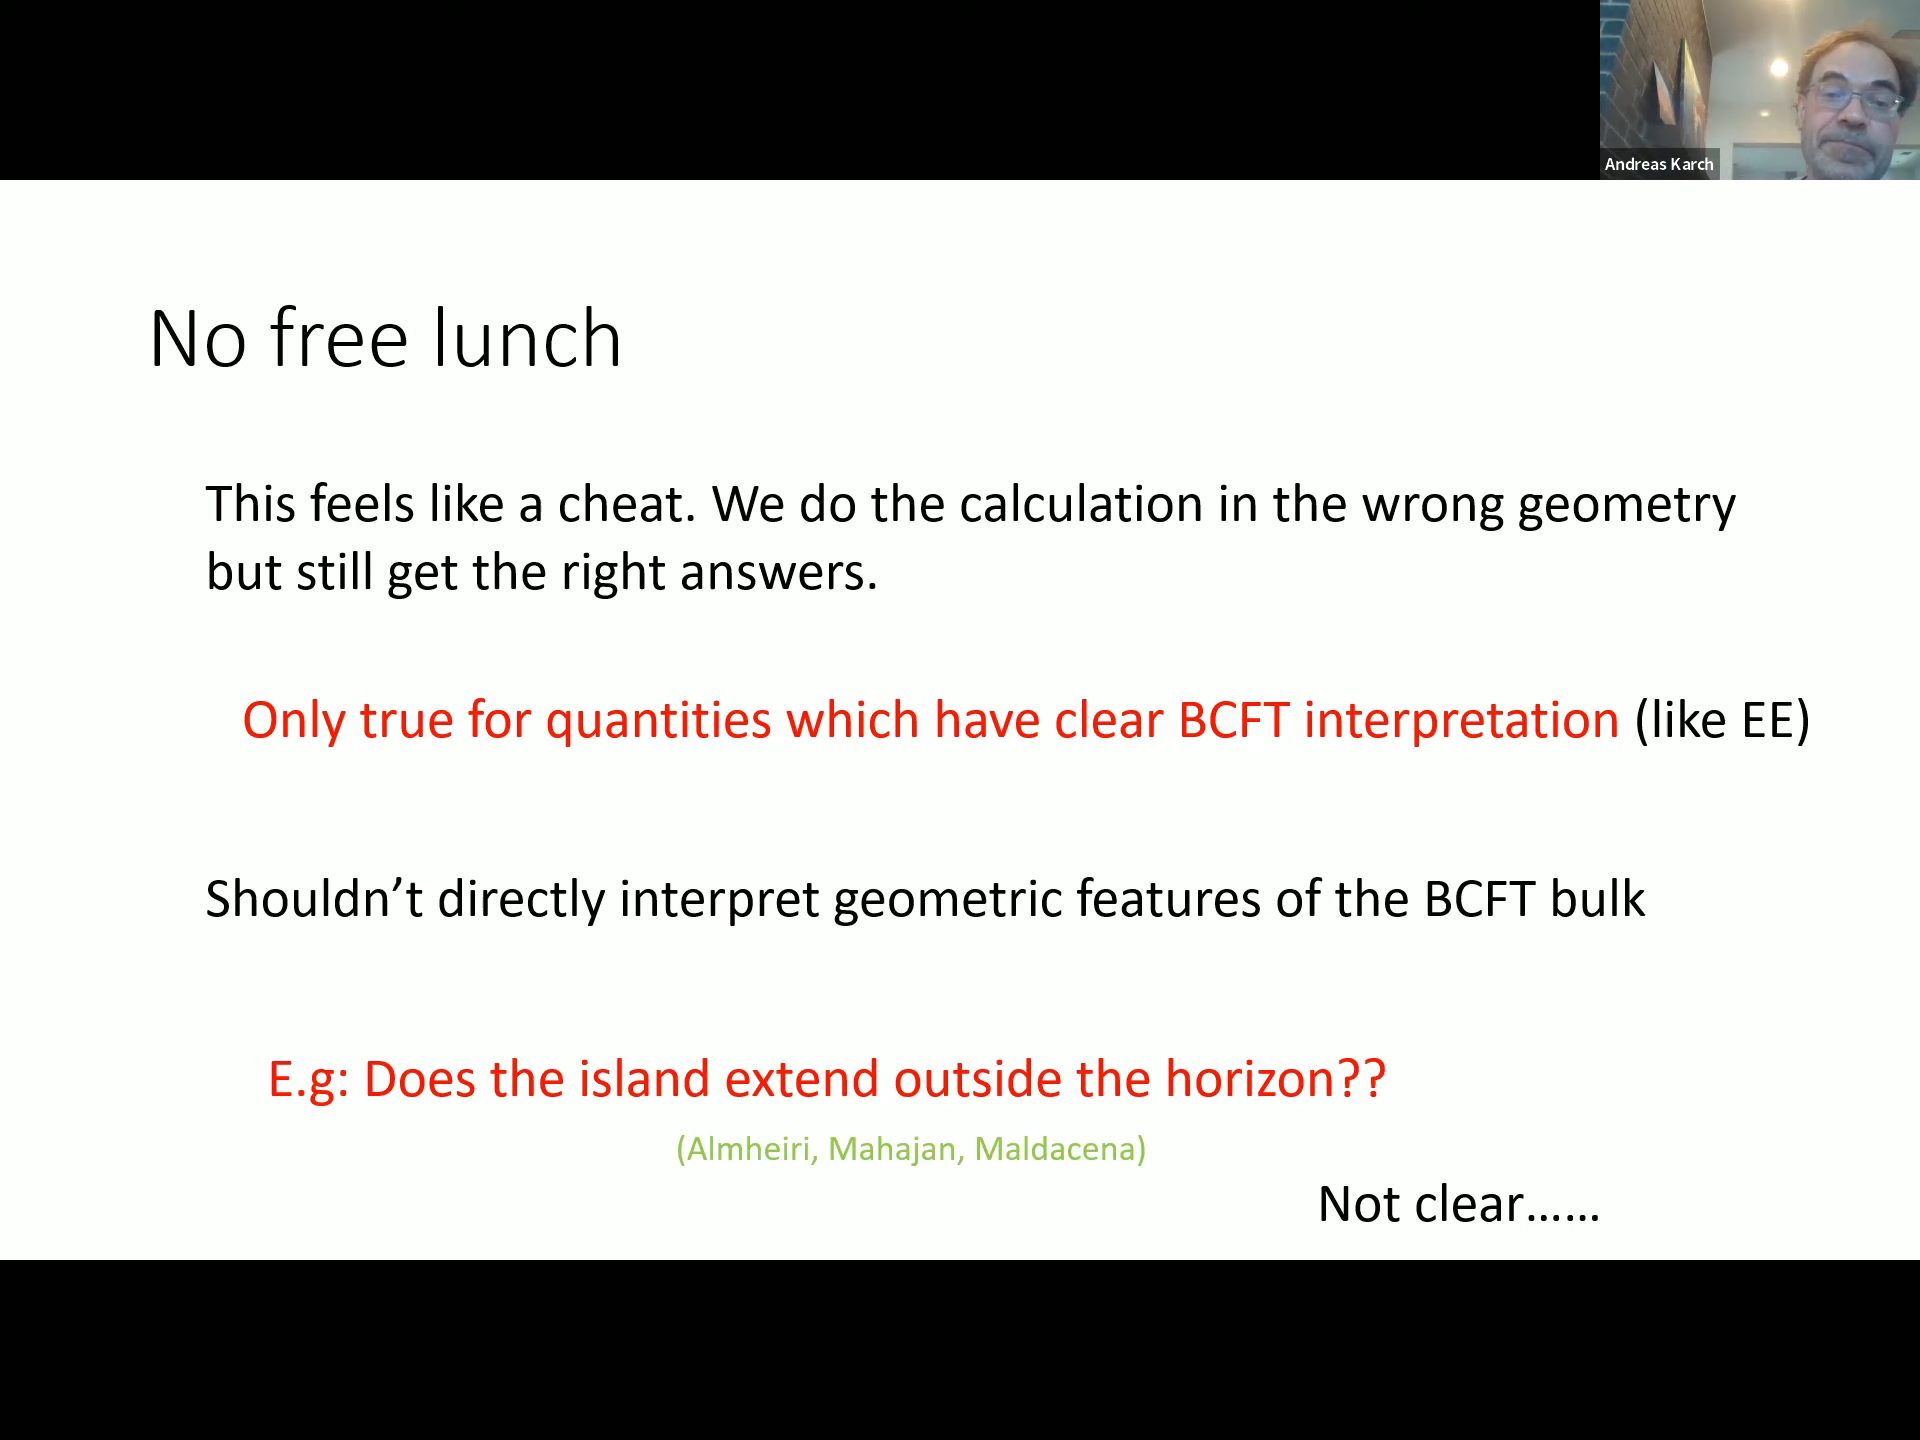 Andreas Karch
No free lunch
This feels like a cheat. We do the calculation in the wrong geometry
but still get the right answers.
Only true for quantities which have clear BCFT interpretation (like EE)
Shouldn’t directly interpret geometric features of the BCFT bulk
E.g: Does the island extend outside the horizon??
(Almheiri, Mahajan, Maldacena)
Not clear……